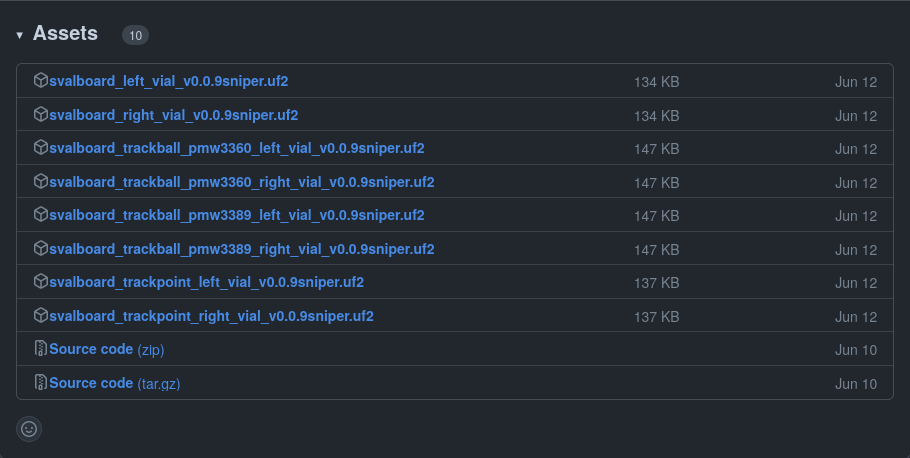 Assets 10
svalboard_left_vial_v0.0.9sniper.uf2 134 KB Jun 12
svalboard_right_vial_v0.0.9sniper.uf2 134 KB Jun 12
svalboard_trackball_pmw3360_left_vial_v0.0.9sniper.uf2 147 KB Jun 12
svalboard_trackball_pmw3360_right_vial_v0.0.9sniper.uf2 147 KB Jun 12
svalboard_trackball_pmw3389_left_vial_v0.0.9sniper.uf2 147 KB Jun 12
svalboard_trackball_pmw3389_right_vial_v0.0.9sniper.uf2 147 KB Jun 12
svalboard_trackpoint_left_vial_v0.0.9sniper.uf2 137 KB Jun 12
svalboard_trackpoint_right_vial_v0.0.9sniper.uf2 137 KB Jun 12
Source code (zip) Jun 10
Source code (tar.gz) Jun 10